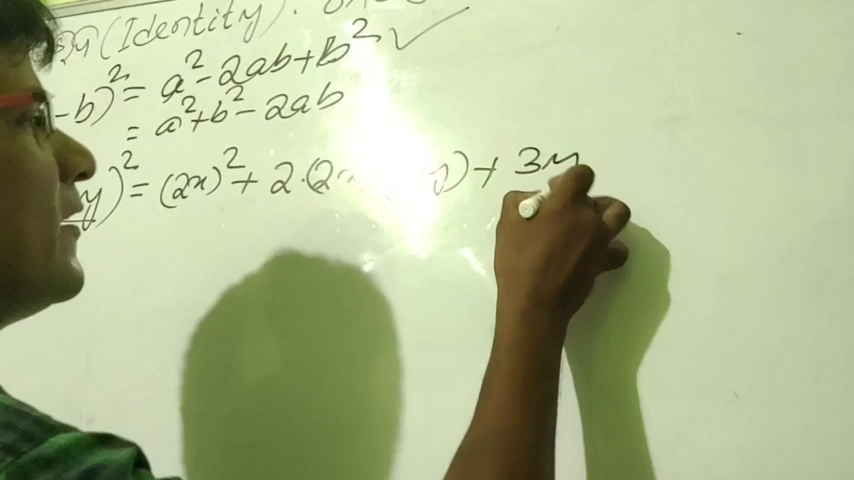 (Identity).
-b)² = a² - 2ab + b² ✓
= a² + b² - 2ab
y)² = (2x)² + 2.(2x y) + 3y